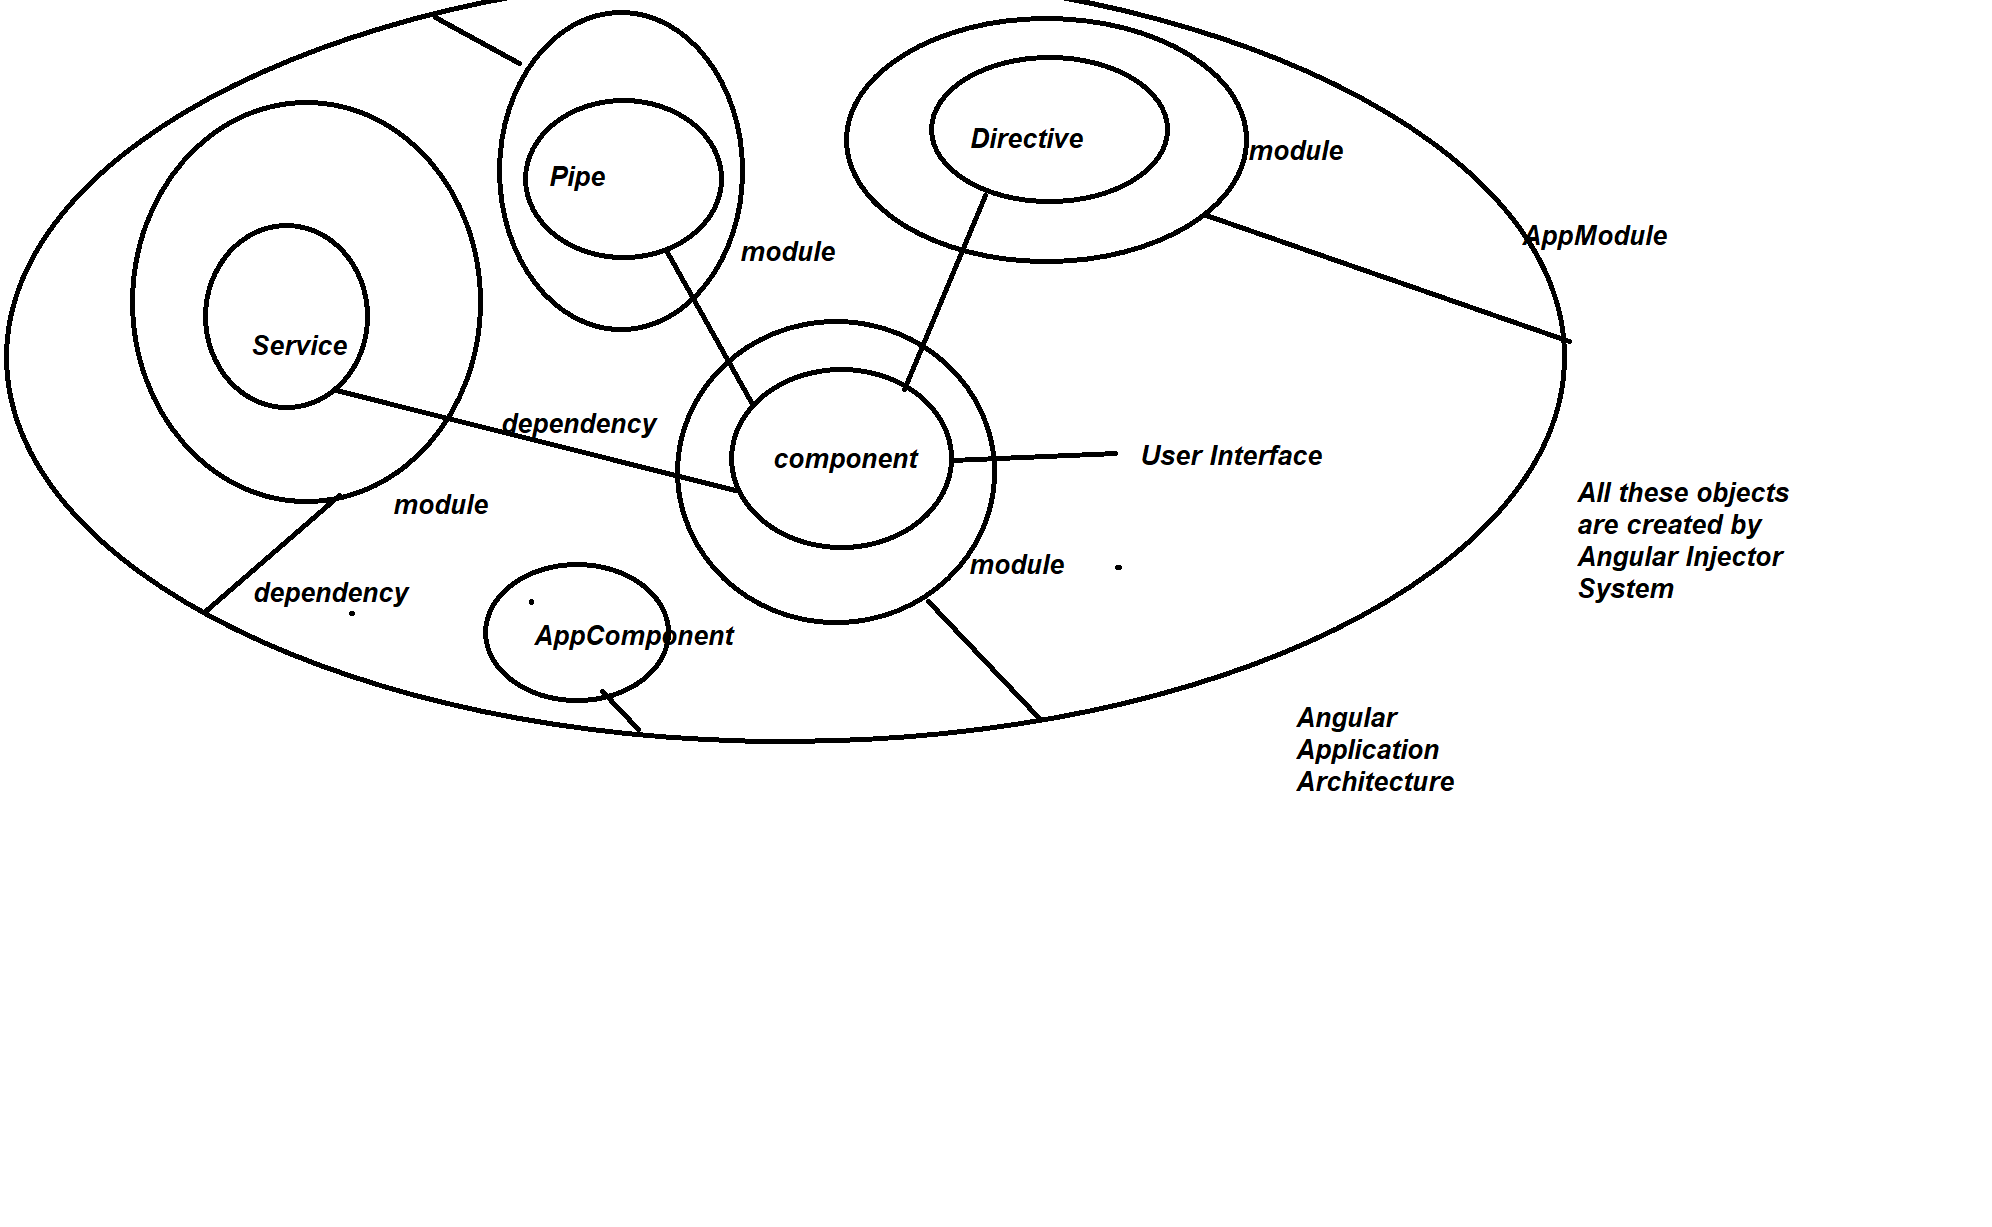 Directive
module
Pipe
AppModule
module
Service
dependency
component
User Interface
module
All these objects
are created by
Angular Injector
System
module
dependency
AppComponent
Angular
Application
Architecture